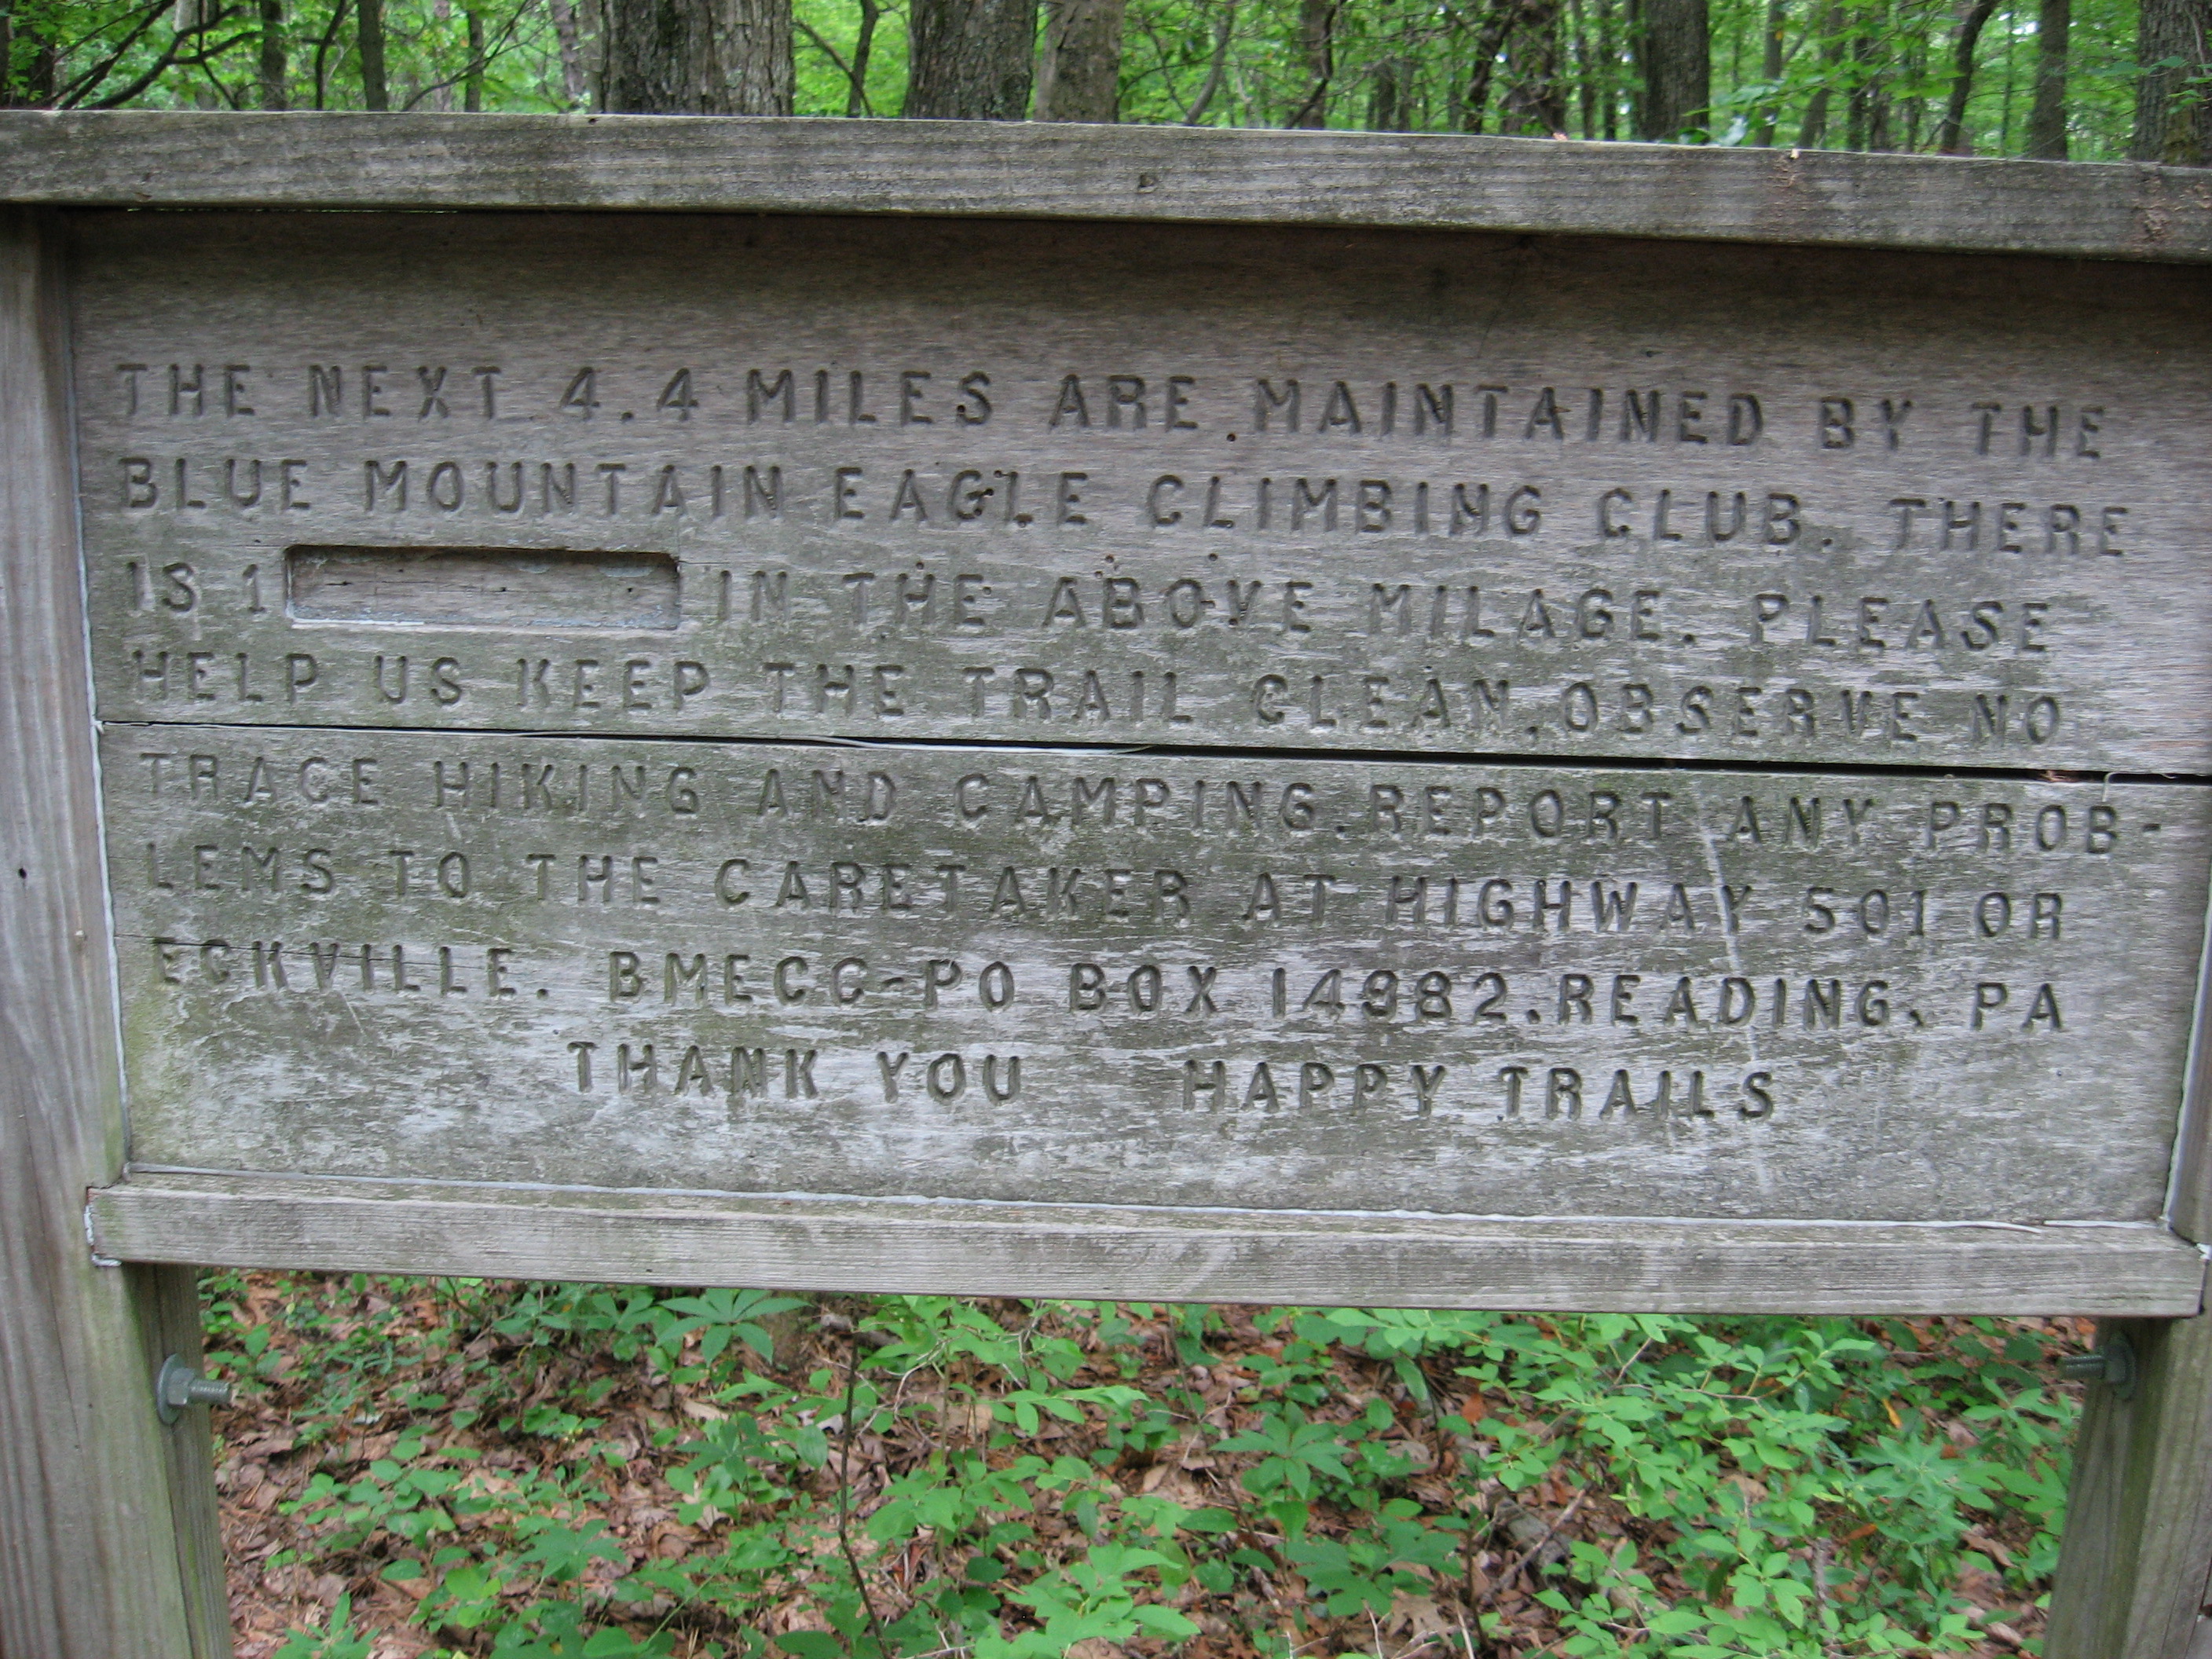 THE NEXT 4.4 MILES ARE MAINTAINED BY THE
BLUE MOUNTAIN EAGLE CLIMBING CLUB. THERE
IS 1 IN THE ABOVE MILAGE. PLEASE
HELP US KEEP THE TRAIL CLEAN, OBSERVE NO
TRACE HIKING AND CAMPING. REPORT ANY PROB-
LEMS TO THE CARETAKER AT HIGHWAY 501 OR
ECKVILLE. BMECC-PO BOX 14982. READING, PA
THANK YOU HAPPY TRAILS